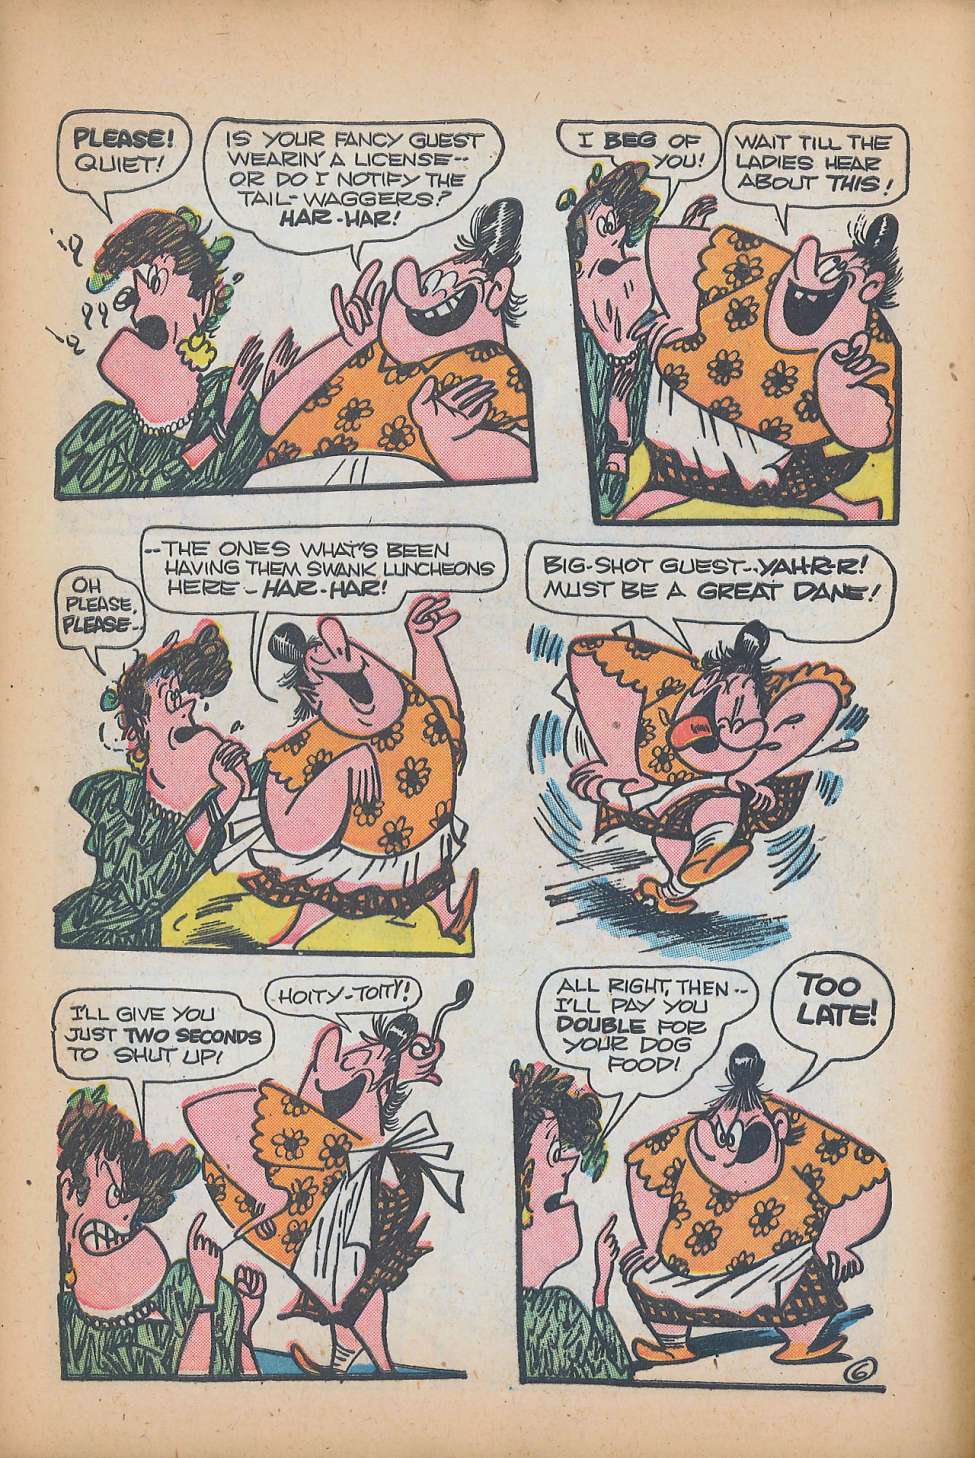 PLEASE!
QUIET!
IS YOUR FANCY GUEST
WEARIN' A LICENSE--
OR DO I NOTIFY THE
TAIL-WAGGERS?
HAR-HAR!
I BEG OF
YOU!
WAIT TILL THE
LADIES HEAR
ABOUT THIS!
OH
PLEASE,
PLEASE--
--THE ONES WHAT'S BEEN
HAVING THEM SWANK LUNCHEONS
HERE--HAR-HAR!
BIG-SHOT GUEST--YAH-R-R!
MUST BE A GREAT DANE!
I'LL GIVE YOU
JUST TWO SECONDS
TO SHUT UP!
HOITY-TOITY!
ALL RIGHT, THEN--
I'LL PAY YOU
DOUBLE FOR
YOUR DOG
FOOD!
TOO
LATE!
6